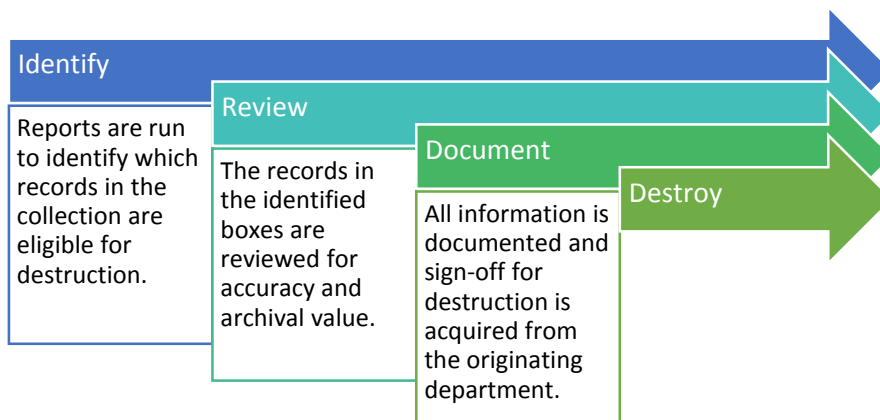 Identify
Reports are run
to identify which
records in the
collection are
eligible for
destruction.
Review
The records in
the identified
boxes are
reviewed for
accuracy and
archival value.
Document
All information is
documented and
sign-off for
destruction is
acquired from
the originating
department.
Destroy